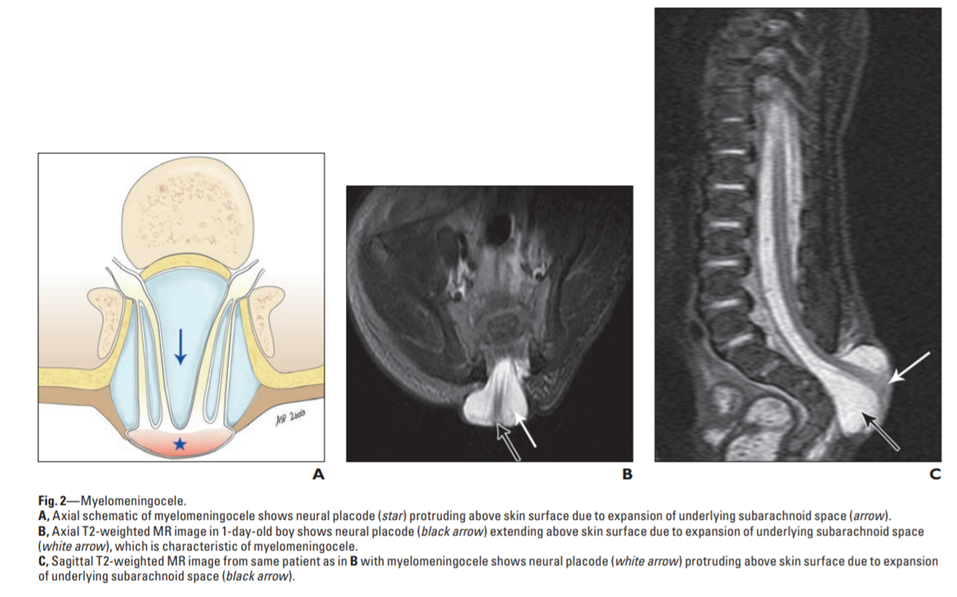 A
B
C
Fig. 2—Myelomeningocele.
A, Axial schematic of myelomeningocele shows neural placode (star) protruding above skin surface due to expansion of underlying subarachnoid space (arrow).
B, Axial T2-weighted MR image in 1-day-old boy shows neural placode (black arrow) extending above skin surface due to expansion of underlying subarachnoid space
(white arrow), which is characteristic of myelomeningocele.
C, Sagittal T2-weighted MR image from same patient as in B with myelomeningocele shows neural placode (white arrow) protruding above skin surface due to expansion
of underlying subarachnoid space (black arrow).